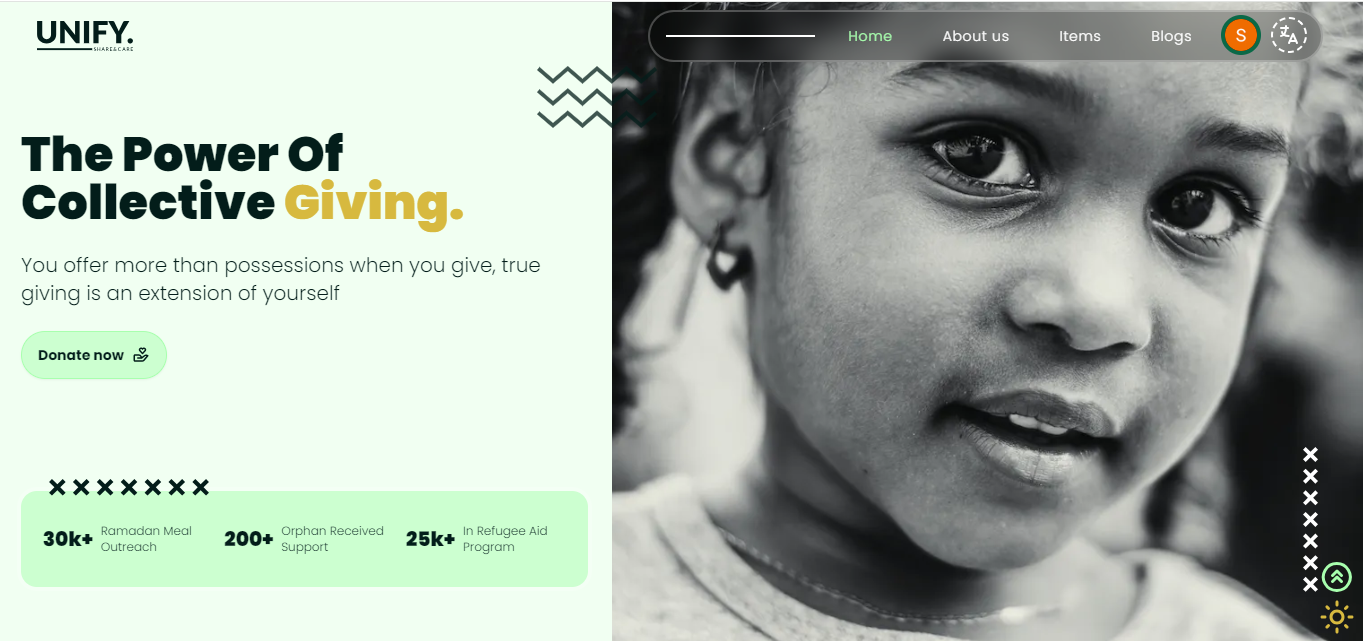 UNIFY.
SHARE&CARE
Home
About us
Items
Blogs
S
The Power Of
Collective Giving.
You offer more than possessions when you give, true
giving is an extension of yourself
Donate now
30k+
Ramadan Meal
Outreach
200+
Orphan Received
Support
25k+
In Refugee Aid
Program